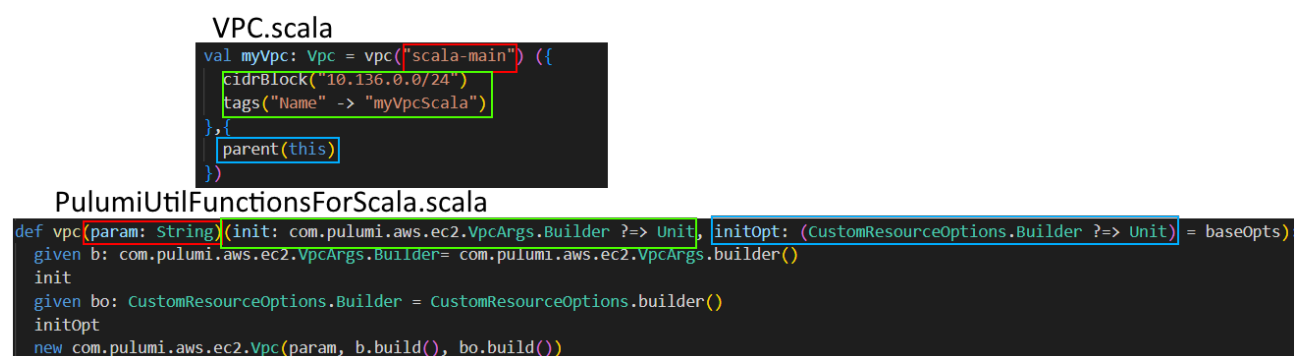 VPC.scala
val myVpc: Vpc = vpc("scala-main") ({
cidrBlock("10.136.0.0/24")
tags("Name" -> "myVpcScala")
},{
parent(this)
})
PulumiUtilFunctionsForScala.scala
def vpc(param: String)(init: com.pulumi.aws.ec2.VpcArgs.Builder ?=> Unit, initOpt: (CustomResourceOptions.Builder ?=> Unit) = baseOpts):
given b: com.pulumi.aws.ec2.VpcArgs.Builder= com.pulumi.aws.ec2.VpcArgs.builder()
init
given bo: CustomResourceOptions.Builder = CustomResourceOptions.builder()
initOpt
new com.pulumi.aws.ec2.Vpc(param, b.build(), bo.build())